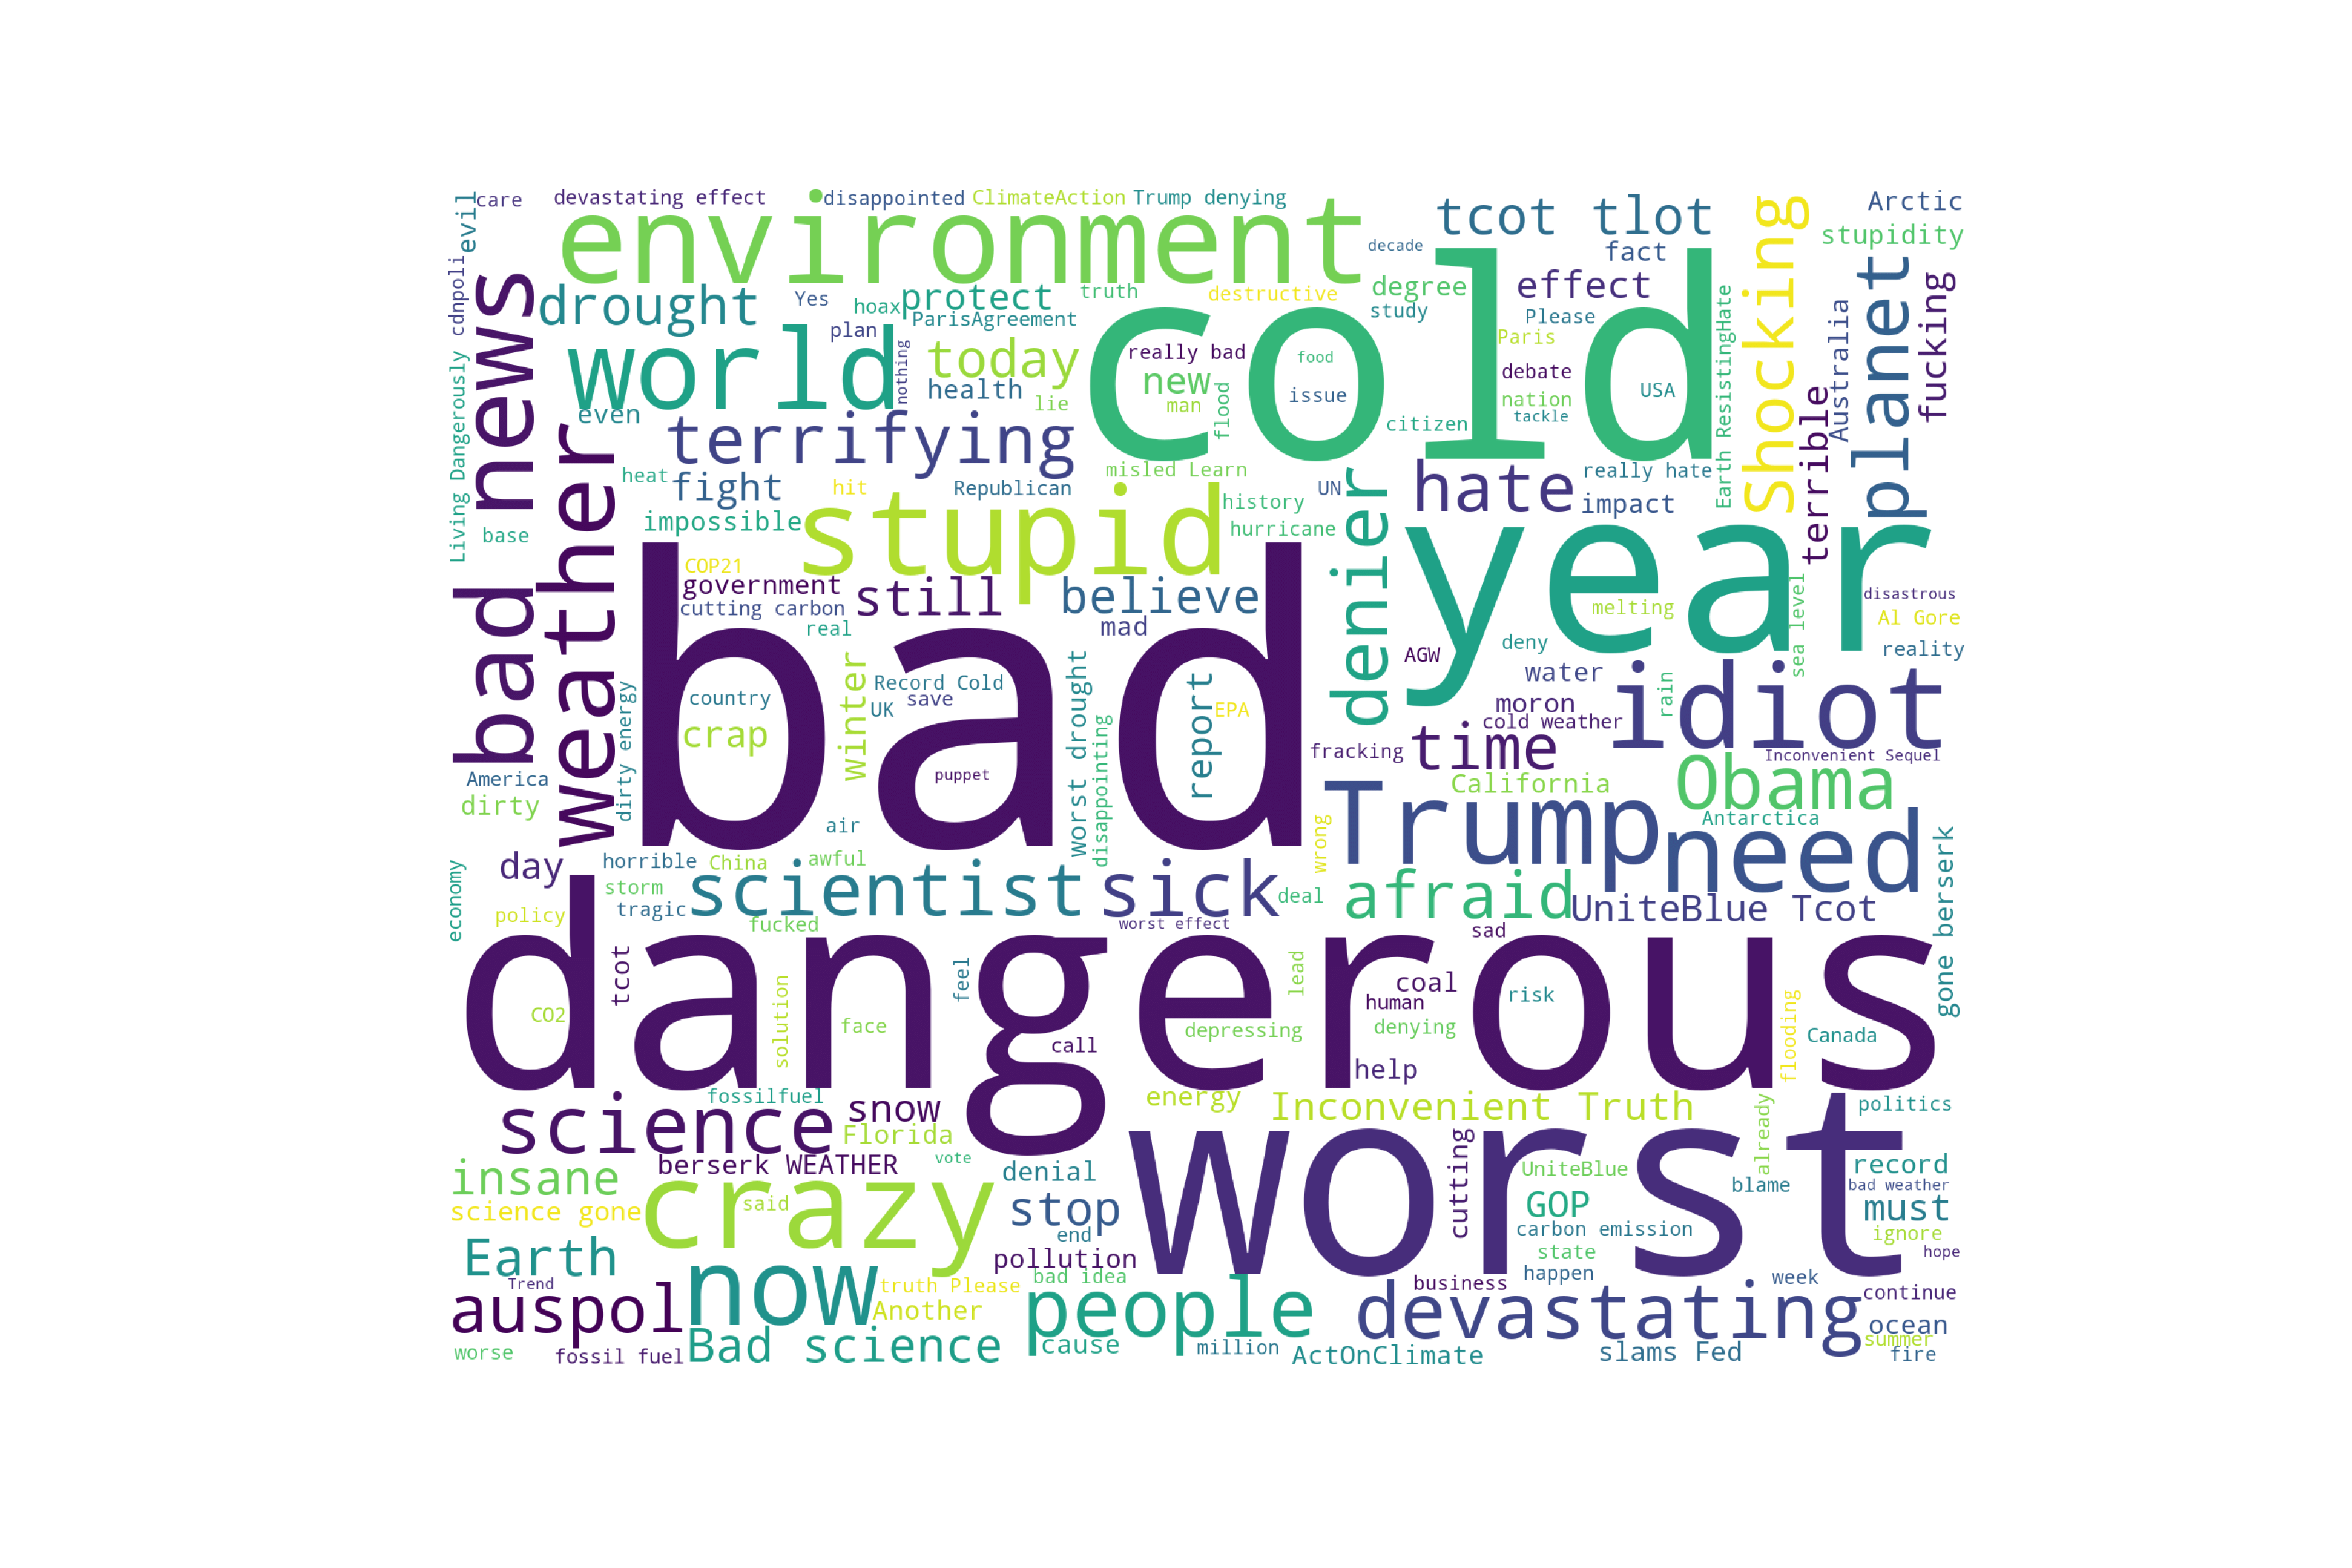 care
devastating effect
disappointed
ClimateAction
Trump denying
Arctic
evil
environment
tcot tlot
Shocking
stupidity
decade
fact
cdnpoli
news
drought
Yes
hoax
protect
truth
destructive
degree
effect
planet
fucking
cold
plan
ParisAgreement
study
Please
Earth ResistingHate
Australia
world
nothing
today
really bad
food
Paris
Living Dangerously
health
new
issue
debate
USA
even
lie
man
flood
nation
tackle
terrible
weather
terrifying
citizen
heat
fight
hit
Republican
misled Learn
UN
denier
hate
really hate
impact
base
impossible
stupid
history
hurricane
year
bad
COP21
government
cutting carbon
still
believe
melting
sea level
disastrous
Al Gore
real
mad
AGW
deny
reality
bad
winter
Record Cold
worst drought
report
water
rain
idiot
country
UK
save
EPA
moron
cold weather
dirty energy
crap
disappointing
fracking
time
Inconvenient Sequel
America
puppet
California
Obama
dirty
air
Trump
need
Antarctica
day
horrible
China
awful
wrong
gone berserk
economy
storm
scientist
sick
deal
afraid
UniteBlue Tcot
policy
tragic
fucked
worst effect
sad
dangerous
tcot
feel
lead
coal
human
risk
CO2
solution
face
call
depressing
denying
flooding
Canada
help
fossilfuel
energy
Inconvenient Truth
already
politics
science
snow
Florida
worst
berserk WEATHER
vote
denial
cutting
UniteBlue
blame
record
bad weather
insane
crazy
said
stop
GOP
must
science gone
end
carbon emission
ignore
Earth
pollution
state
hope
Trend
now
truth Please
bad idea
business
happen
week
continue
auspol
Another
people
devastating
ocean
worse
fossil fuel
Bad science
cause
million
ActOnClimate
slams Fed
summer
fire